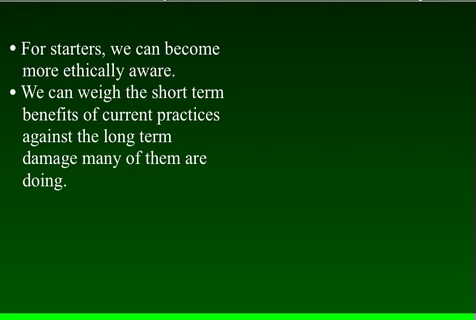 • For starters, we can become
more ethically aware.
• We can weigh the short term
benefits of current practices
against the long term
damage many of them are
doing.